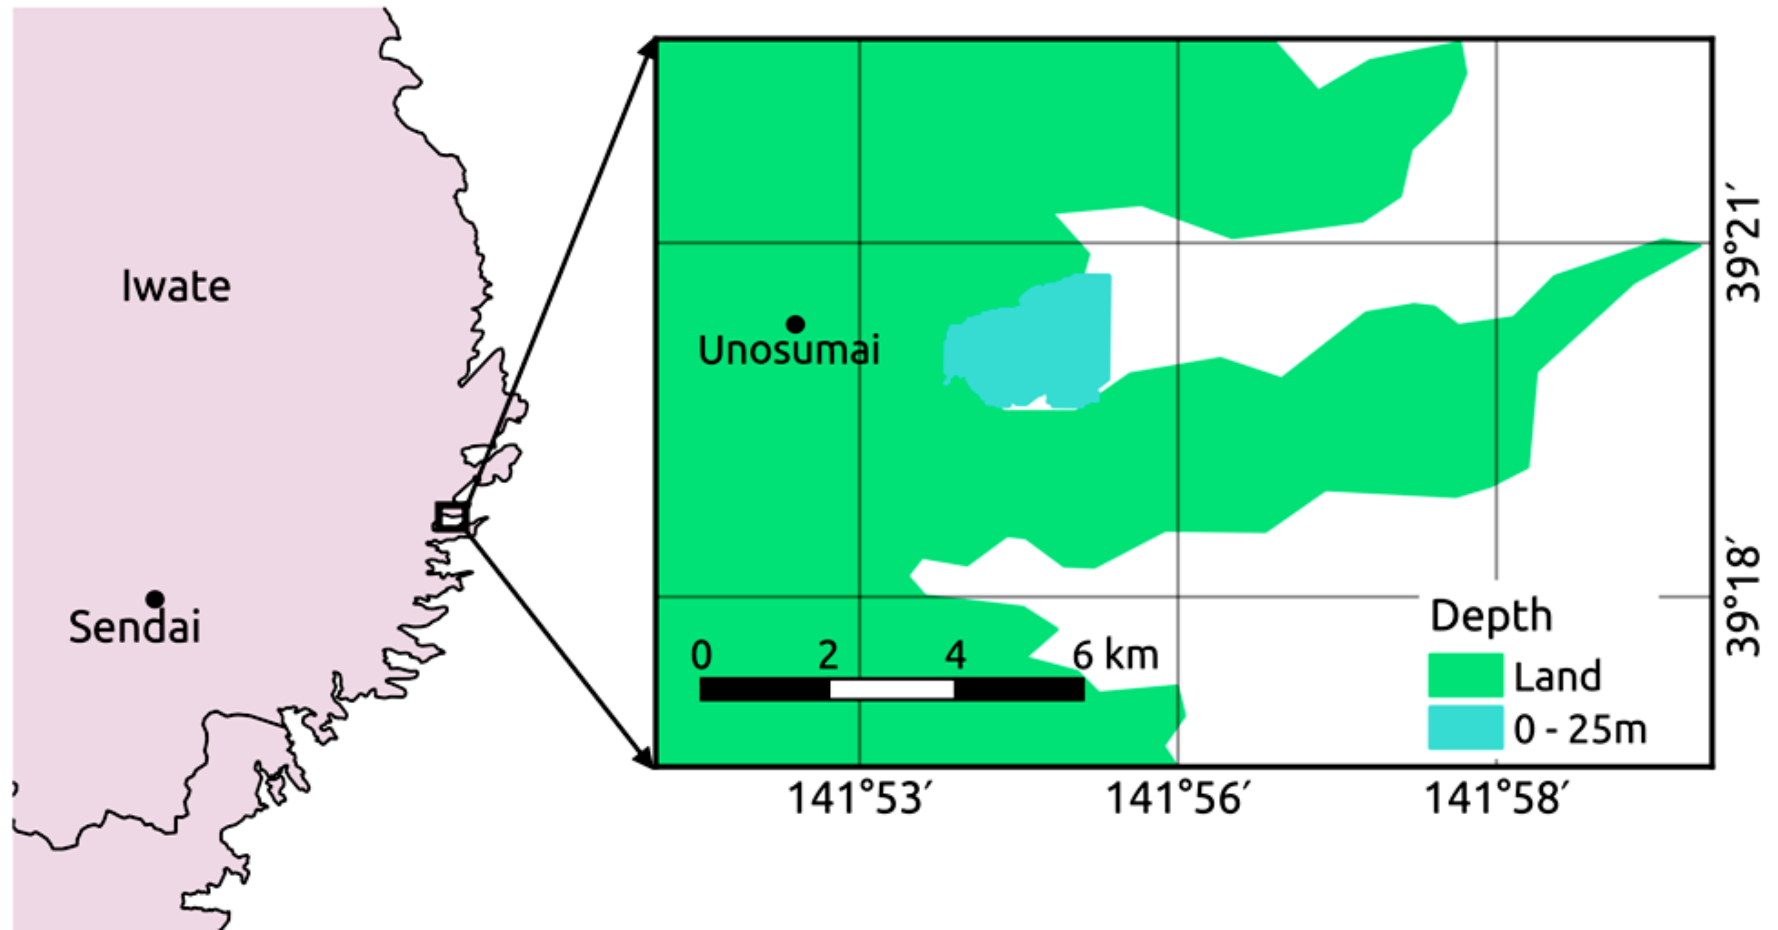 Iwate
Sendai
Unosumai
39°21′
39°18′
0 2 4 6 km
Depth
Land
0 - 25m
141°53′ 141°56′ 141°58′